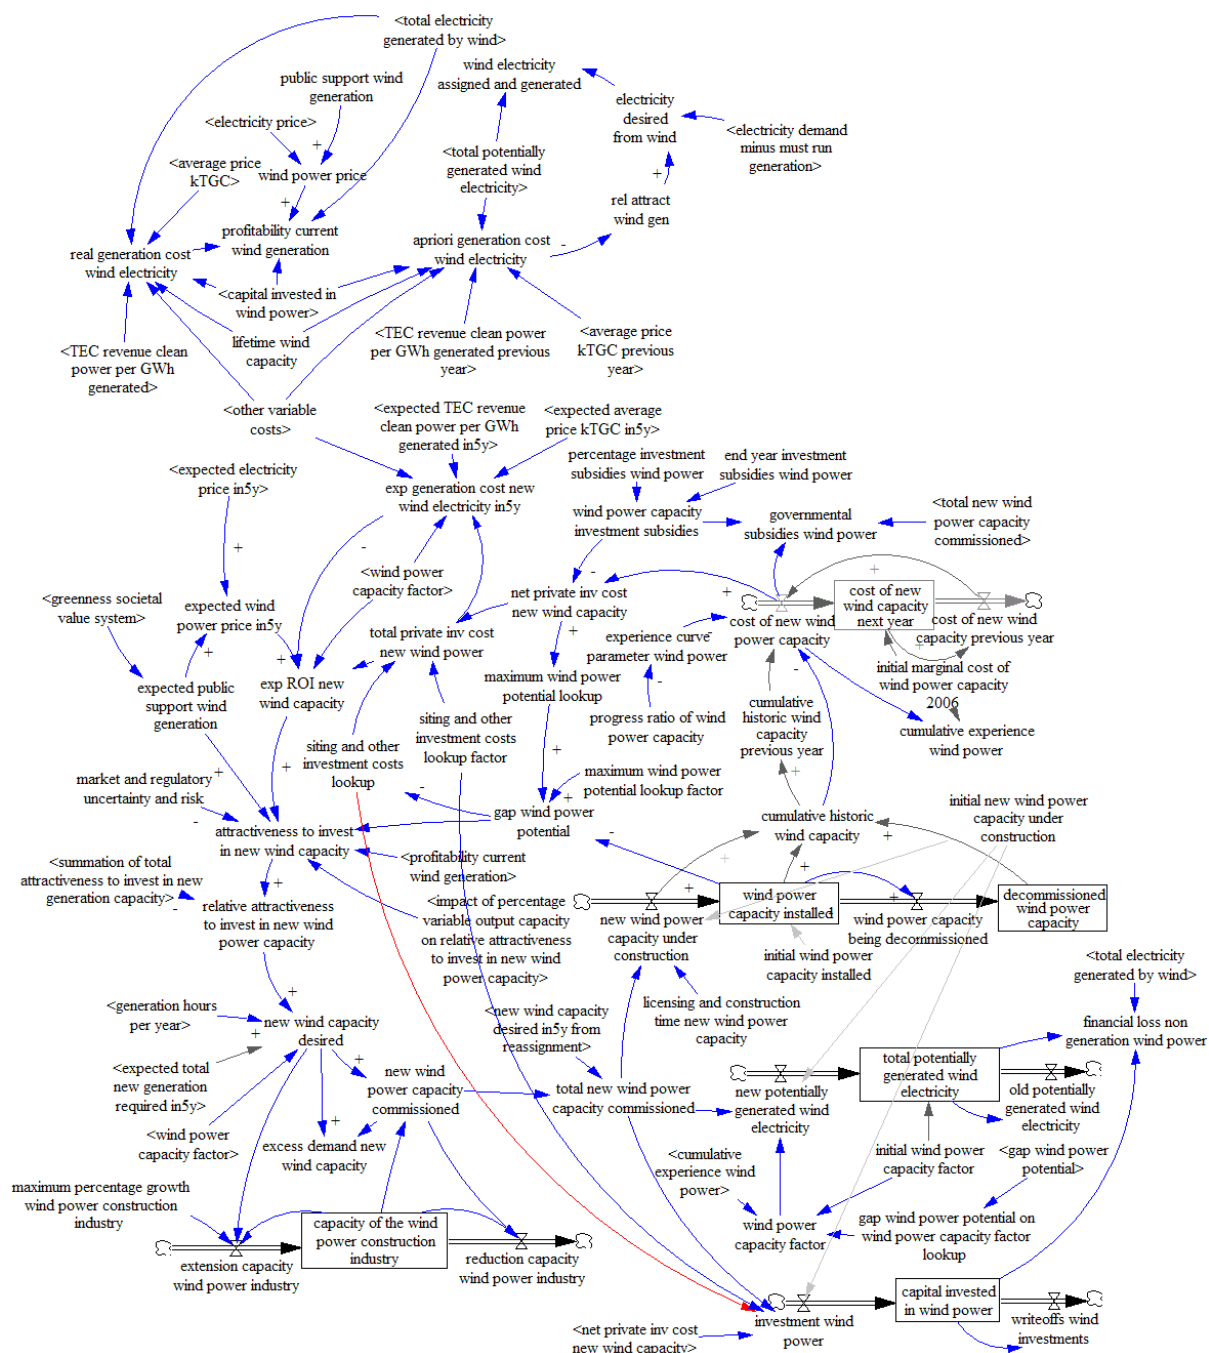 <total electricity
generated by wind>
wind electricity
assigned and generated
public support wind
generation
electricity
desired
from wind
<electricity price>
<electricity demand
minus must run
generation>
+
<average price
kTGC>
wind power price
<total potentially
generated wind
electricity>
+
rel attract
wind gen
+
profitability current
wind generation
apriori generation cost
wind electricity
-
real generation cost
wind electricity
<capital invested in
wind power>
lifetime wind
capacity
<TEC revenue clean
power per GWh
generated>
<TEC revenue clean power
per GWh generated previous
year>
<average price
kTGC previous
year>
<other variable
costs>
<expected TEC revenue
clean power per GWh
generated in5y>
<expected average
price kTGC in5y>
percentage investment
subsidies wind power
end year investment
subsidies wind power
<expected electricity
price in5y>
exp generation cost new
wind electricity in5y
wind power capacity
investment subsidies
governmental
subsidies wind power
<total new wind
power capacity
commissioned>
+
-
<wind power
capacity factor>
-
-
+
+
<greenness societal
value system>
expected wind
power price in5y
net private inv cost
new wind capacity
cost of new
wind capacity
next year
cost of new wind
power capacity
cost of new wind
capacity previous year
total private inv cost
new wind power
+
experience curve
parameter wind power
-
+
+
+
exp ROI new
wind capacity
maximum wind power
potential lookup
-
-
initial marginal cost of
wind power capacity
2006
expected public
support wind
generation
siting and other
investment costs
lookup factor
progress ratio of wind
power capacity
cumulative
historic wind
capacity
previous year
cumulative experience
wind power
siting and other
investment costs
lookup
+
+
+
+
market and regulatory
uncertainty and risk
maximum wind power
potential lookup factor
-
-
+
gap wind power
potential
cumulative historic
wind capacity
initial new wind power
capacity under
construction
attractiveness to invest
in new wind capacity
-
+
<summation of total
attractiveness to invest in new
generation capacity>
<profitability current
wind generation>
+
+
-
+
relative attractiveness
to invest in new wind
power capacity
<impact of percentage
variable output capacity
on relative attractiveness
to invest in new wind
power capacity>
+
wind power
capacity installed
+
decommissioned
wind power
capacity
new wind power
capacity under
construction
wind power capacity
being decommissioned
initial wind power
capacity installed
<total electricity
generated by wind>
+
<generation hours
per year>
new wind capacity
desired
<new wind capacity
desired in5y from
reassignment>
licensing and construction
time new wind power
capacity
financial loss non
generation wind power
+
+
<expected total
new generation
required in5y>
new wind
power capacity
commissioned
total new wind power
capacity commissioned
new potentially
generated wind
electricity
total potentially
generated wind
electricity
old potentially
generated wind
electricity
+
<wind power
capacity factor>
excess demand new
wind capacity
<cumulative
experience wind
power>
initial wind power
capacity factor
<gap wind power
potential>
maximum percentage growth
wind power construction
industry
capacity of the wind
power construction
industry
wind power
capacity factor
gap wind power potential on
wind power capacity factor
lookup
extension capacity
wind power industry
reduction capacity
wind power industry
capital invested
in wind power
investment wind
power
writeoffs wind
investments
<net private inv cost
new wind capacity>